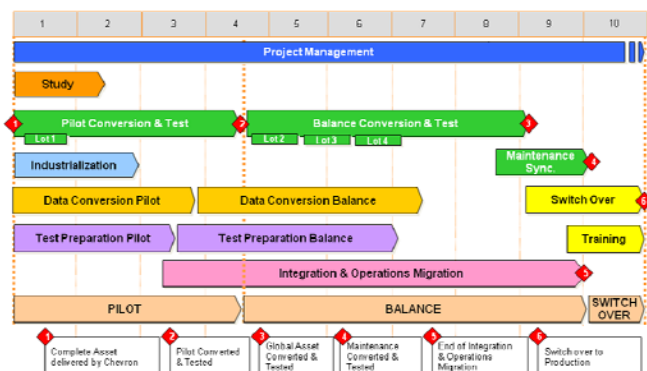 1 2 3 4 5 6 7 8 9 10
Project Management
Study
1 Pilot Conversion & Test 2 Balance Conversion & Test 3
Lot 1 Lot 2 Lot 3 Lot 4
Industrialization
Maintenance
Sync.
4
Data Conversion Pilot Data Conversion Balance Switch Over 6
Test Preparation Pilot Test Preparation Balance Training
Integration & Operations Migration 5
PILOT BALANCE SWITCH
OVER
1 2 3 4 5 6
Complete Asset
delivered by Chevron
Pilot Converted
& Tested
Global Asset
Converted &
Tested
Maintenance
Converted &
Tested
End of Integration
& Operations
Migration
Switch over to
Production